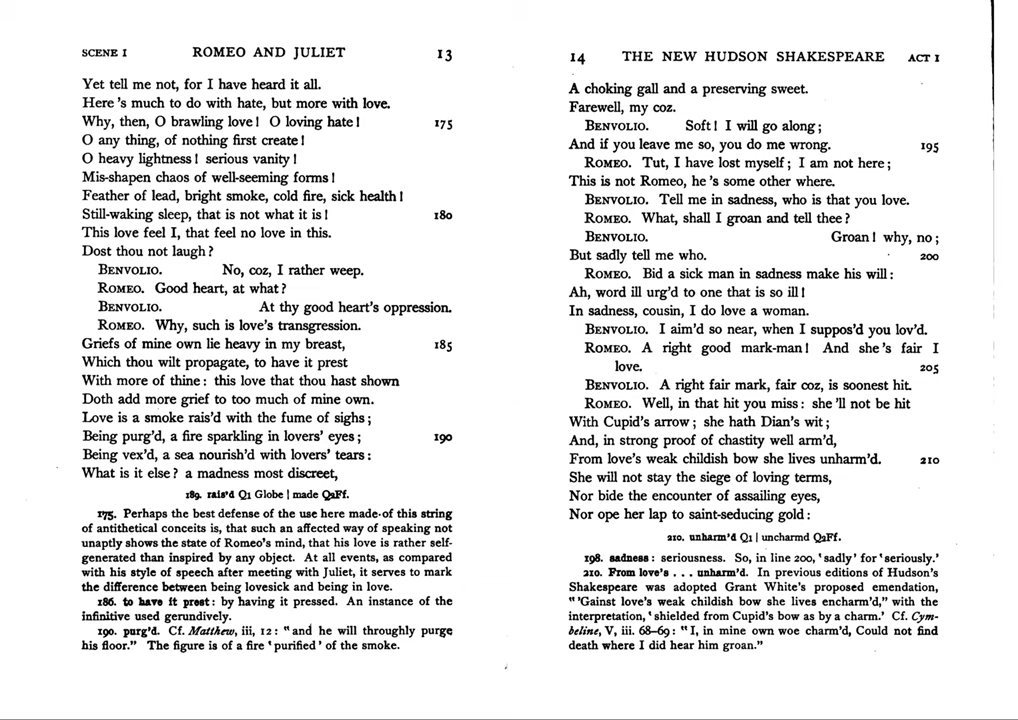 SCENE I ROMEO AND JULIET 13
Yet tell me not, for I have heard it all.
Here 's much to do with hate, but more with love.
Why, then, O brawling love! O loving hate! 175
O any thing, of nothing first create!
O heavy lightness! serious vanity!
Mis-shapen chaos of well-seeming forms!
Feather of lead, bright smoke, cold fire, sick health!
Still-waking sleep, that is not what it is! 180
This love feel I, that feel no love in this.
Dost thou not laugh?
BENVOLIO. No, coz, I rather weep.
ROMEO. Good heart, at what?
BENVOLIO. At thy good heart's oppression.
ROMEO. Why, such is love's transgression.
Griefs of mine own lie heavy in my breast, 185
Which thou wilt propagate, to have it prest
With more of thine: this love that thou hast shown
Doth add more grief to too much of mine own.
Love is a smoke rais'd with the fume of sighs;
Being purg'd, a fire sparkling in lovers' eyes; 190
Being vex'd, a sea nourish'd with lovers' tears:
What is it else? a madness most discreet,
189. rais'd Q1 Globe | made Q2Ff.
175. Perhaps the best defense of the use here made of this string
of antithetical conceits is, that such an affected way of speaking not
unaptly shows the state of Romeo's mind, that his love is rather self-
generated than inspired by any object. At all events, as compared
with his style of speech after meeting with Juliet, it serves to mark
the difference between being lovesick and being in love.
186. to have it prest: by having it pressed. An instance of the
infinitive used gerundively.
190. purg'd. Cf. Matthew, iii, 12: "and he will throughly purge
his floor." The figure is of a fire 'purified' of the smoke.
14 THE NEW HUDSON SHAKESPEARE ACT I
A choking gall and a preserving sweet.
Farewell, my coz.
BENVOLIO. Soft! I will go along;
And if you leave me so, you do me wrong. 195
ROMEO. Tut, I have lost myself; I am not here;
This is not Romeo, he 's some other where.
BENVOLIO. Tell me in sadness, who is that you love.
ROMEO. What, shall I groan and tell thee?
BENVOLIO. Groan! why, no;
But sadly tell me who. 200
ROMEO. Bid a sick man in sadness make his will:
Ah, word ill urg'd to one that is so ill!
In sadness, cousin, I do love a woman.
BENVOLIO. I aim'd so near, when I suppos'd you lov'd.
ROMEO. A right good mark-man! And she 's fair I
love. 205
BENVOLIO. A right fair mark, fair coz, is soonest hit.
ROMEO. Well, in that hit you miss: she 'll not be hit
With Cupid's arrow; she hath Dian's wit;
And, in strong proof of chastity well arm'd,
From love's weak childish bow she lives unharm'd. 210
She will not stay the siege of loving terms,
Nor bide the encounter of assailing eyes,
Nor ope her lap to saint-seducing gold:
210. unharm'd Q1 | uncharmd Q2Ff.
198. sadness: seriousness. So, in line 200, 'sadly' for 'seriously.'
210. From love's . . . unharm'd. In previous editions of Hudson's
Shakespeare was adopted Grant White's proposed emendation,
"'Gainst love's weak childish bow she lives encharm'd," with the
interpretation, 'shielded from Cupid's bow as by a charm.' Cf. Cym-
beline, V, iii. 68–69: "I, in mine own woe charm'd, Could not find
death where I did hear him groan."